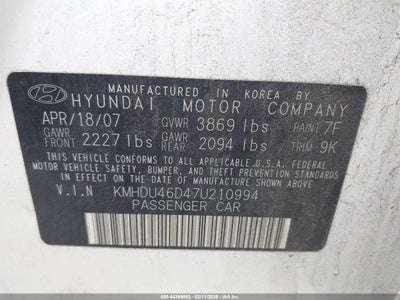 MANUFACTURED IN KOREA BY
HYUNDAI MOTOR COMPANY
APR/18/07 GVWR 3869 lbs PAINT 7F
GAWR FRONT 2227 lbs GAWR REAR 2094 lbs TRIM 9K
THIS VEHICLE CONFORMS TO ALL APPLICABLE U.S.A. FEDERAL
MOTOR VEHICLE SAFETY, BUMPER, AND THEFT PREVENTION STANDARDS
IN EFFECT ON THE DATE OF MANUFACTURE SHOWN ABOVE.
V.I.N KMHDU46D47U210994
PASSENGER CAR